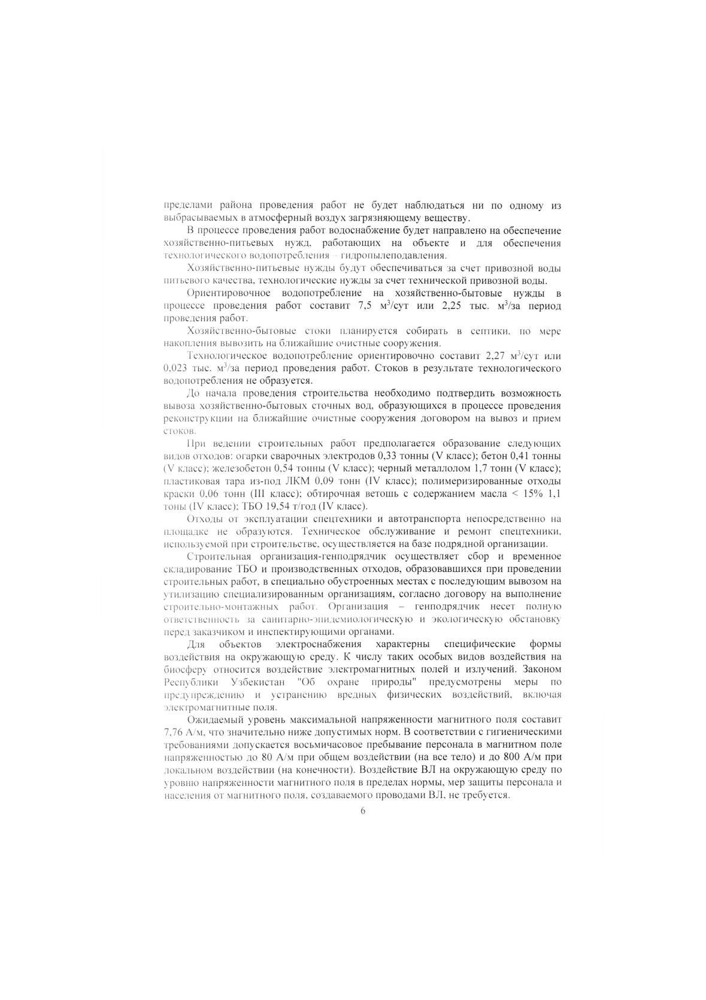 пределами района проведения работ не будет наблюдаться ни по одному из
выбрасываемых в атмосферный воздух загрязняющему веществу.
В процессе проведения работ водоснабжение будет направлено на обеспечение
хозяйственно-питьевых нужд, работающих на объекте и для обеспечения
технологического водопотребления – гидропылеподавления.
Хозяйственно-питьевые нужды будут обеспечиваться за счет привозной воды
питьевого качества, технологические нужды за счет технической привозной воды.
Ориентировочное водопотребление на хозяйственно-бытовые нужды в
процессе проведения работ составит 7,5 м³/сут или 2,25 тыс. м³/за период
проведения работ.
Хозяйственно-бытовые стоки планируется собирать в септики, по мере
накопления вывозить на ближайшие очистные сооружения.
Технологическое водопотребление ориентировочно составит 2,27 м³/сут или
0,023 тыс. м³/за период проведения работ. Стоков в результате технологического
водопотребления не образуется.
До начала проведения строительства необходимо подтвердить возможность
вывоза хозяйственно-бытовых сточных вод, образующихся в процессе проведения
реконструкции на ближайшие очистные сооружения договором на вывоз и прием
стоков.
При ведении строительных работ предполагается образование следующих
видов отходов: огарки сварочных электродов 0,33 тонны (V класс); бетон 0,41 тонны
(V класс); железобетон 0,54 тонны (V класс); черный металлолом 1,7 тонн (V класс);
пластиковая тара из-под ЛКМ 0,09 тонн (IV класс); полимеризированные отходы
краски 0,06 тонн (III класс); обтирочная ветошь с содержанием масла < 15% 1,1
тоны (IV класс); ТБО 19,54 т/год (IV класс).
Отходы от эксплуатации спецтехники и автотранспорта непосредственно на
площадке не образуются. Техническое обслуживание и ремонт спецтехники,
используемой при строительстве, осуществляется на базе подрядной организации.
Строительная организация-генподрядчик осуществляет сбор и временное
складирование ТБО и производственных отходов, образовавшихся при проведении
строительных работ, в специально обустроенных местах с последующим вывозом на
утилизацию специализированным организациям, согласно договору на выполнение
строительно-монтажных работ. Организация – генподрядчик несет полную
ответственность за санитарно-эпидемиологическую и экологическую обстановку
перед заказчиком и инспектирующими органами.
Для объектов электроснабжения характерны специфические формы
воздействия на окружающую среду. К числу таких особых видов воздействия на
биосферу относится воздействие электромагнитных полей и излучений. Законом
Республики Узбекистан "Об охране природы" предусмотрены меры по
предупреждению и устранению вредных физических воздействий, включая
электромагнитные поля.
Ожидаемый уровень максимальной напряженности магнитного поля составит
7,76 А/м, что значительно ниже допустимых норм. В соответствии с гигиеническими
требованиями допускается восьмичасовое пребывание персонала в магнитном поле
напряженностью до 80 А/м при общем воздействии (на все тело) и до 800 А/м при
локальном воздействии (на конечности). Воздействие ВЛ на окружающую среду по
уровню напряженности магнитного поля в пределах нормы, мер защиты персонала и
населения от магнитного поля, создаваемого проводами ВЛ, не требуется.
6